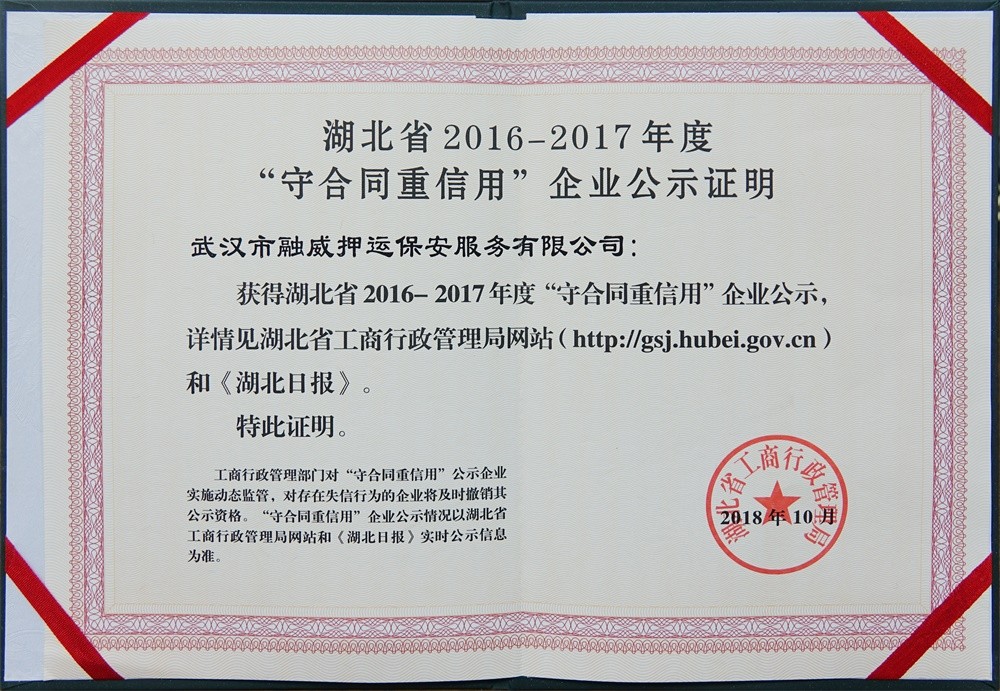 湖北省2016-2017年度
“守合同重信用”企业公示证明
武汉市融威押运保安服务有限公司：
获得湖北省2016-2017年度“守合同重信用”企业公示，
详情见湖北省工商行政管理局网站（http://gsj.hubei.gov.cn）
和《湖北日报》。
特此证明。
工商行政管理部门对“守合同重信用”公示企业
实施动态监管，对存在失信行为的企业将及时撤销其
公示资格。“守合同重信用”企业公示情况以湖北省
工商行政管理局网站和《湖北日报》实时公示信息
为准。
湖北省工商行政管理局
2018年10月